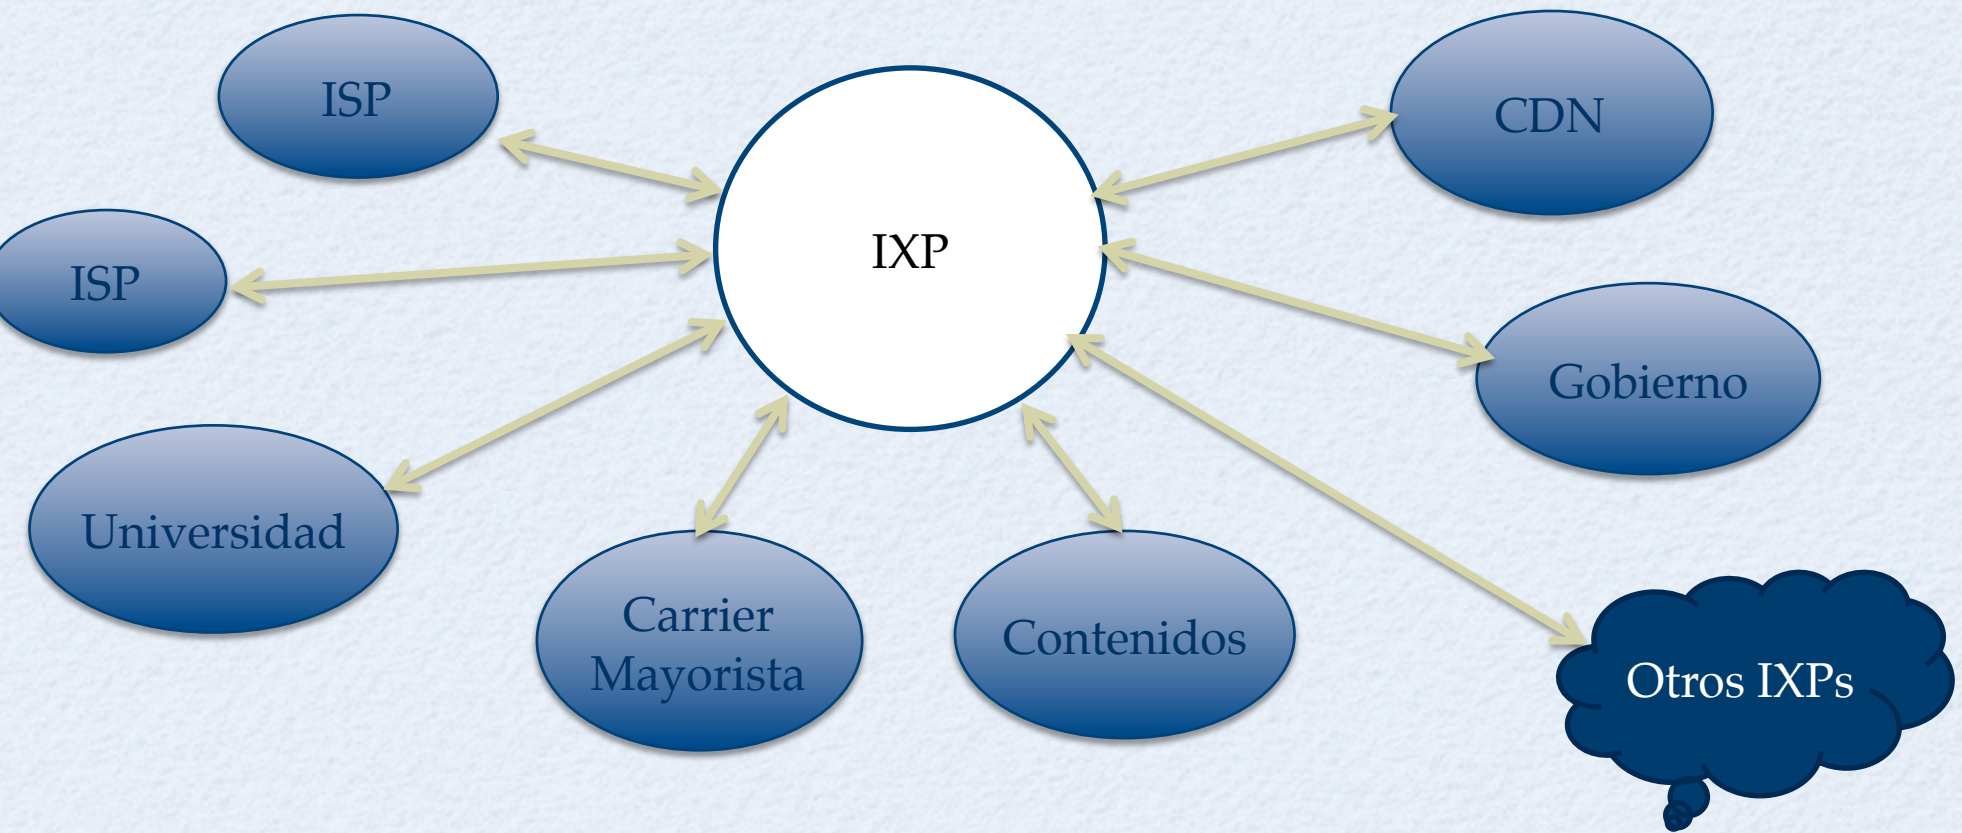 ISP
CDN
IXP
ISP
Gobierno
Universidad
Carrier
Mayorista
Contenidos
Otros IXPs